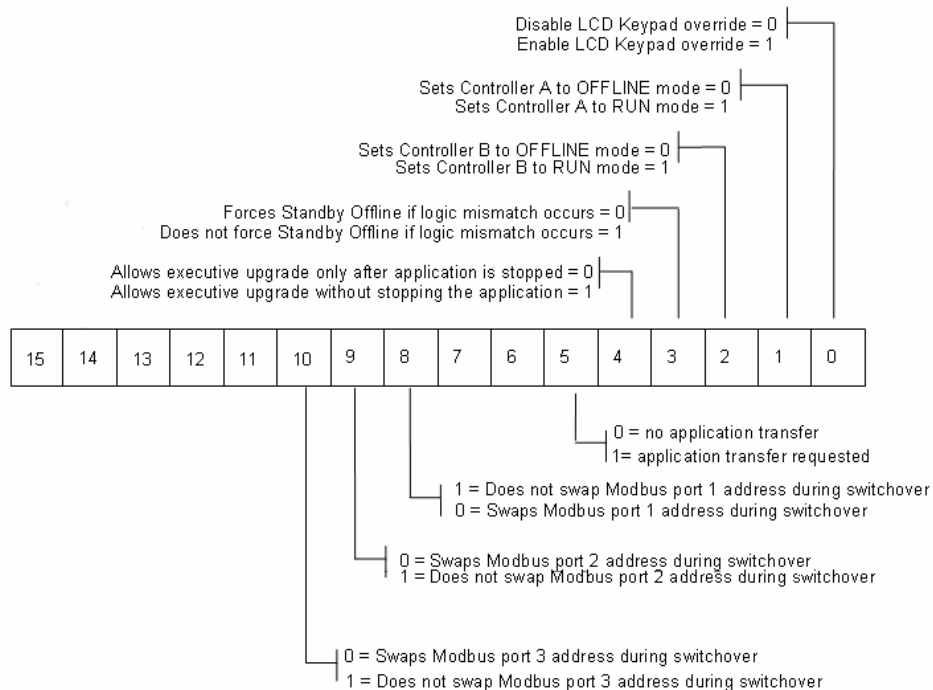 Disable LCD Keypad override = 0
Enable LCD Keypad override = 1
Sets Controller A to OFFLINE mode = 0
Sets Controller A to RUN mode = 1
Sets Controller B to OFFLINE mode = 0
Sets Controller B to RUN mode = 1
Forces Standby Offline if logic mismatch occurs = 0
Does not force Standby Offline if logic mismatch occurs = 1
Allows executive upgrade only after application is stopped = 0
Allows executive upgrade without stopping the application = 1
15 14 13 12 11 10 9 8 7 6 5 4 3 2 1 0
0 = no application transfer
1= application transfer requested
1 = Does not swap Modbus port 1 address during switchover
0 = Swaps Modbus port 1 address during switchover
0 = Swaps Modbus port 2 address during switchover
1 = Does not swap Modbus port 2 address during switchover
0 = Swaps Modbus port 3 address during switchover
1 = Does not swap Modbus port 3 address during switchover